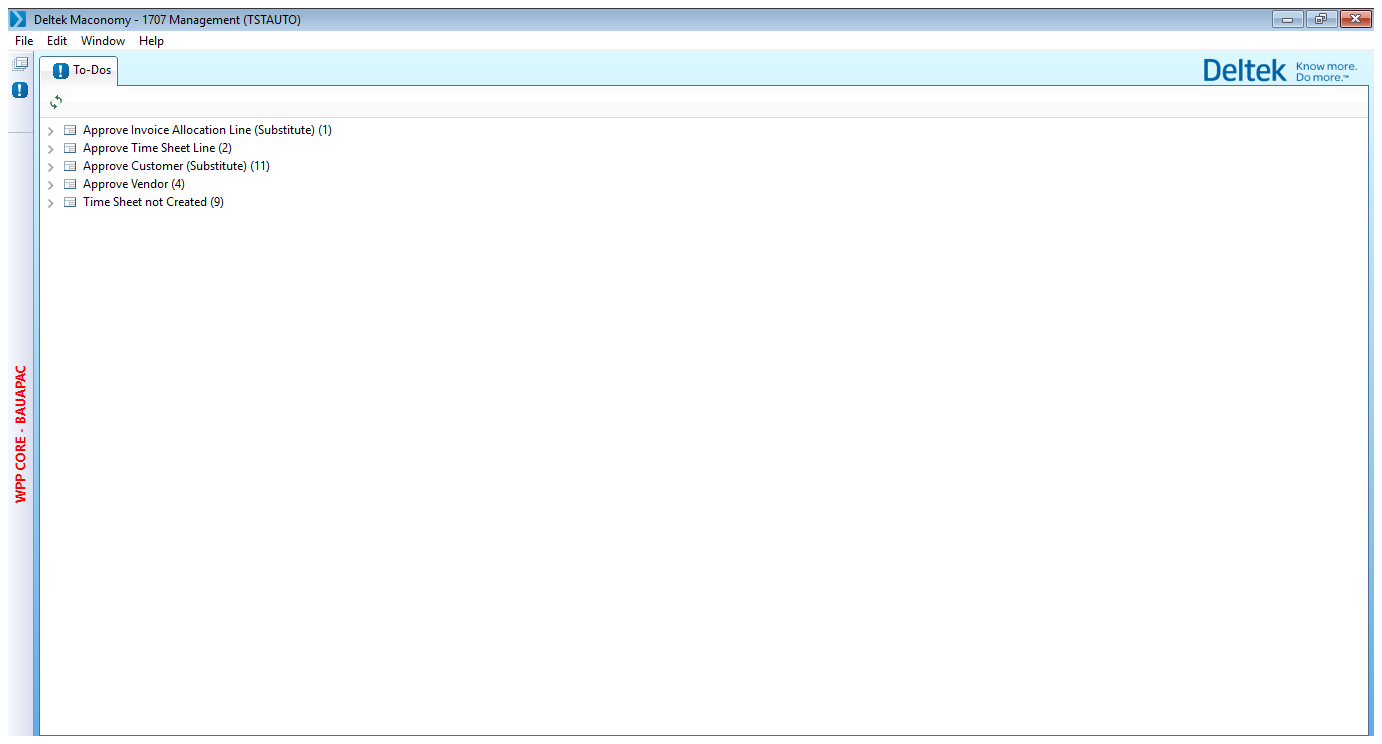 Deltek Maconomy - 1707 Management (TSTAUTO)
File Edit Window Help
To-Dos
Deltek Know more.
Do more.™
Approve Invoice Allocation Line (Substitute) (1)
Approve Time Sheet Line (2)
Approve Customer (Substitute) (11)
Approve Vendor (4)
Time Sheet not Created (9)
WPP CORE - BAUAPAC